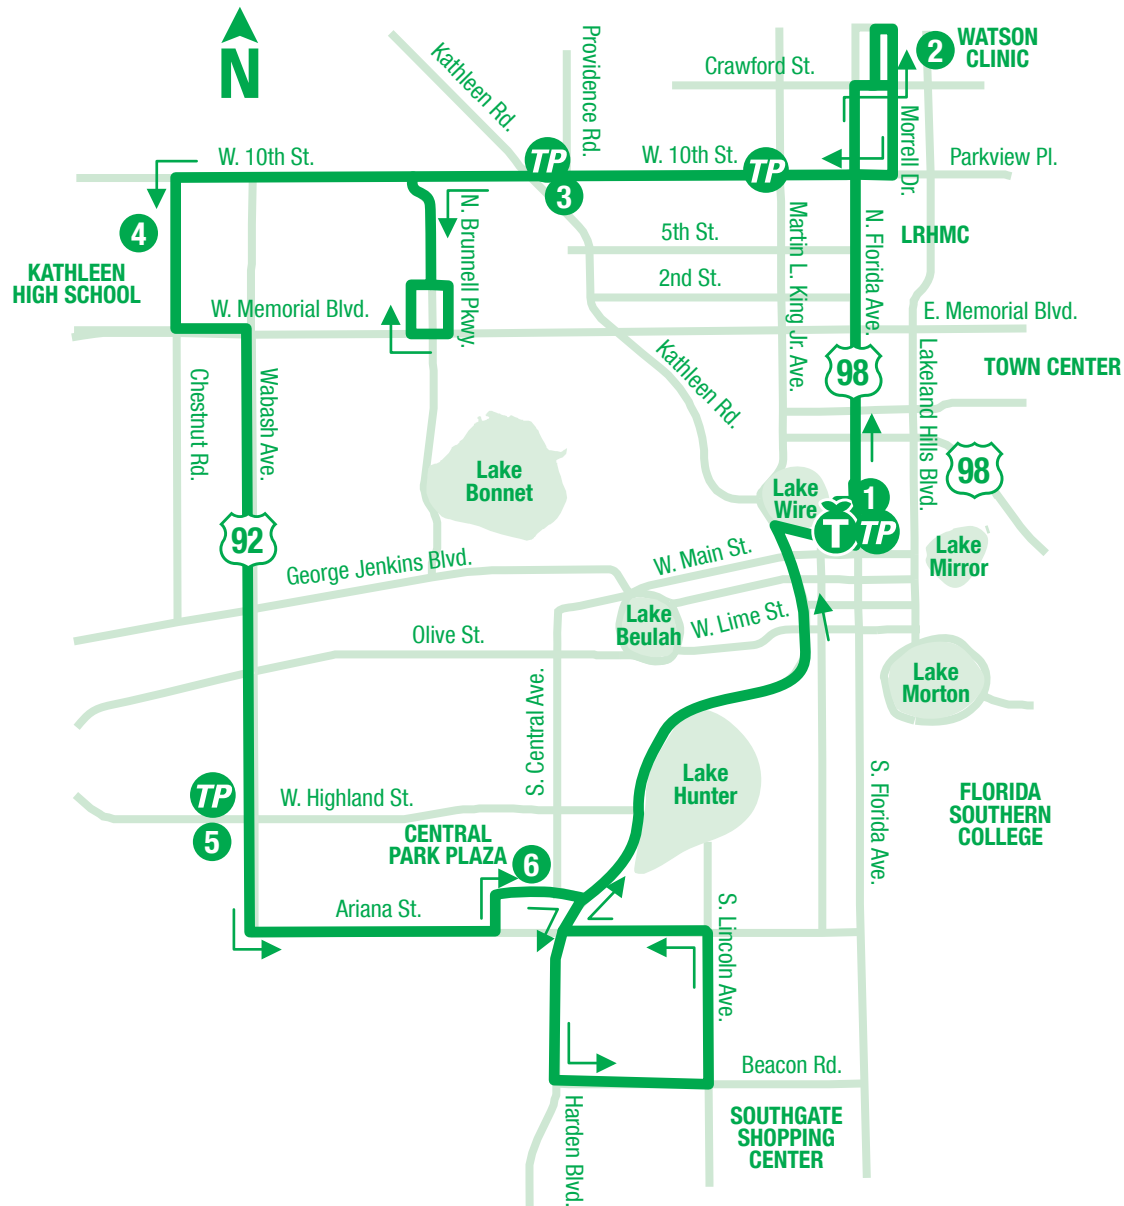 N
Kathleen Rd.
Providence Rd.
Crawford St.
2
WATSON
CLINIC
W. 10th St.
TP
3
W. 10th St.
TP
Morrell Dr.
Parkview Pl.
4
KATHLEEN
HIGH SCHOOL
N. Brunnell Pkwy.
5th St.
2nd St.
Martin L. King Jr. Ave.
N. Florida Ave.
LRHMC
W. Memorial Blvd.
E. Memorial Blvd.
Chestnut Rd.
Wabash Ave.
Kathleen Rd.
98
Lakeland Hills Blvd.
TOWN CENTER
98
Lake
Bonnet
Lake
Wire
1
T
TP
92
George Jenkins Blvd.
W. Main St.
Lake
Mirror
Olive St.
Lake
Beulah
W. Lime St.
Lake
Morton
S. Central Ave.
TP
5
W. Highland St.
Lake
Hunter
S. Florida Ave.
FLORIDA
SOUTHERN
COLLEGE
CENTRAL
PARK PLAZA
6
Ariana St.
S. Lincoln Ave.
Beacon Rd.
Harden Blvd.
SOUTHGATE
SHOPPING
CENTER